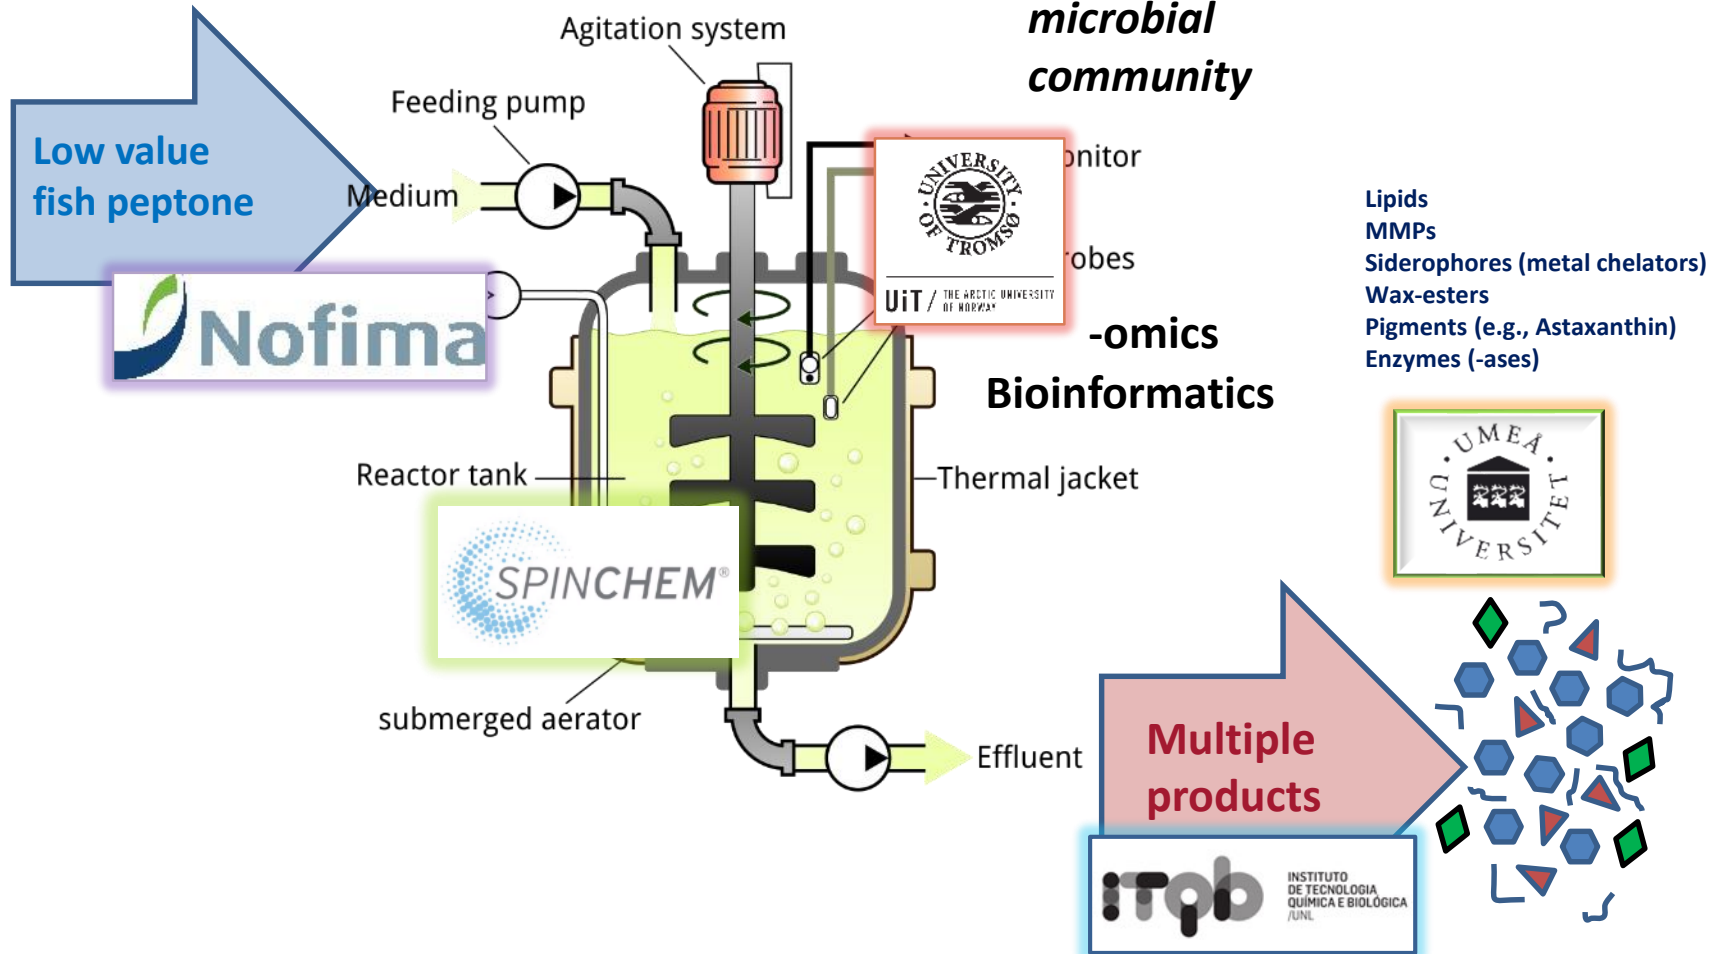 microbial
community
Agitation system
Feeding pump
Low value
fish peptone
Medium
onitor
UNIVERSITY
OF TROMSØ
UiT / THE ARCTIC UNIVERSITY
OF NORWAY
robes
Nofima
-omics
Bioinformatics
Lipids
MMPs
Siderophores (metal chelators)
Wax-esters
Pigments (e.g., Astaxanthin)
Enzymes (-ases)
UMEÅ
UNIVERSITET
Reactor tank
Thermal jacket
SPINCHEM®
submerged aerator
Effluent
Multiple
products
iTqb
INSTITUTO
DE TECNOLOGIA
QUÍMICA E BIOLÓGICA
/UNL